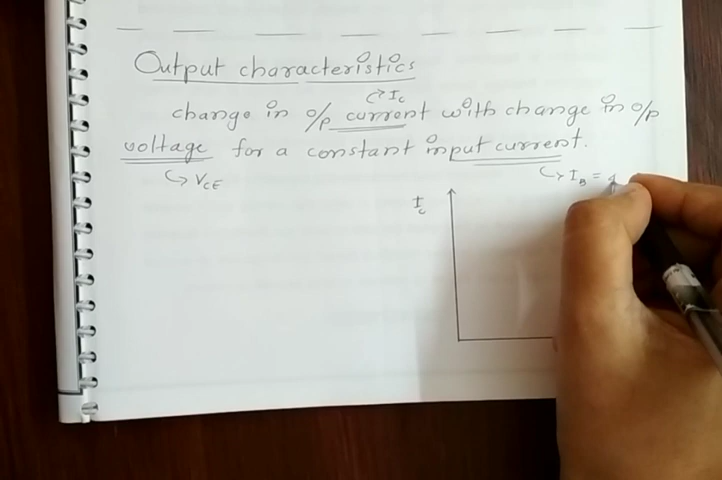 Output characteristics
↪ Ic
change in o/p current with change in o/p
voltage for a constant input current.
↪ VCE
↪ IB =
Ic